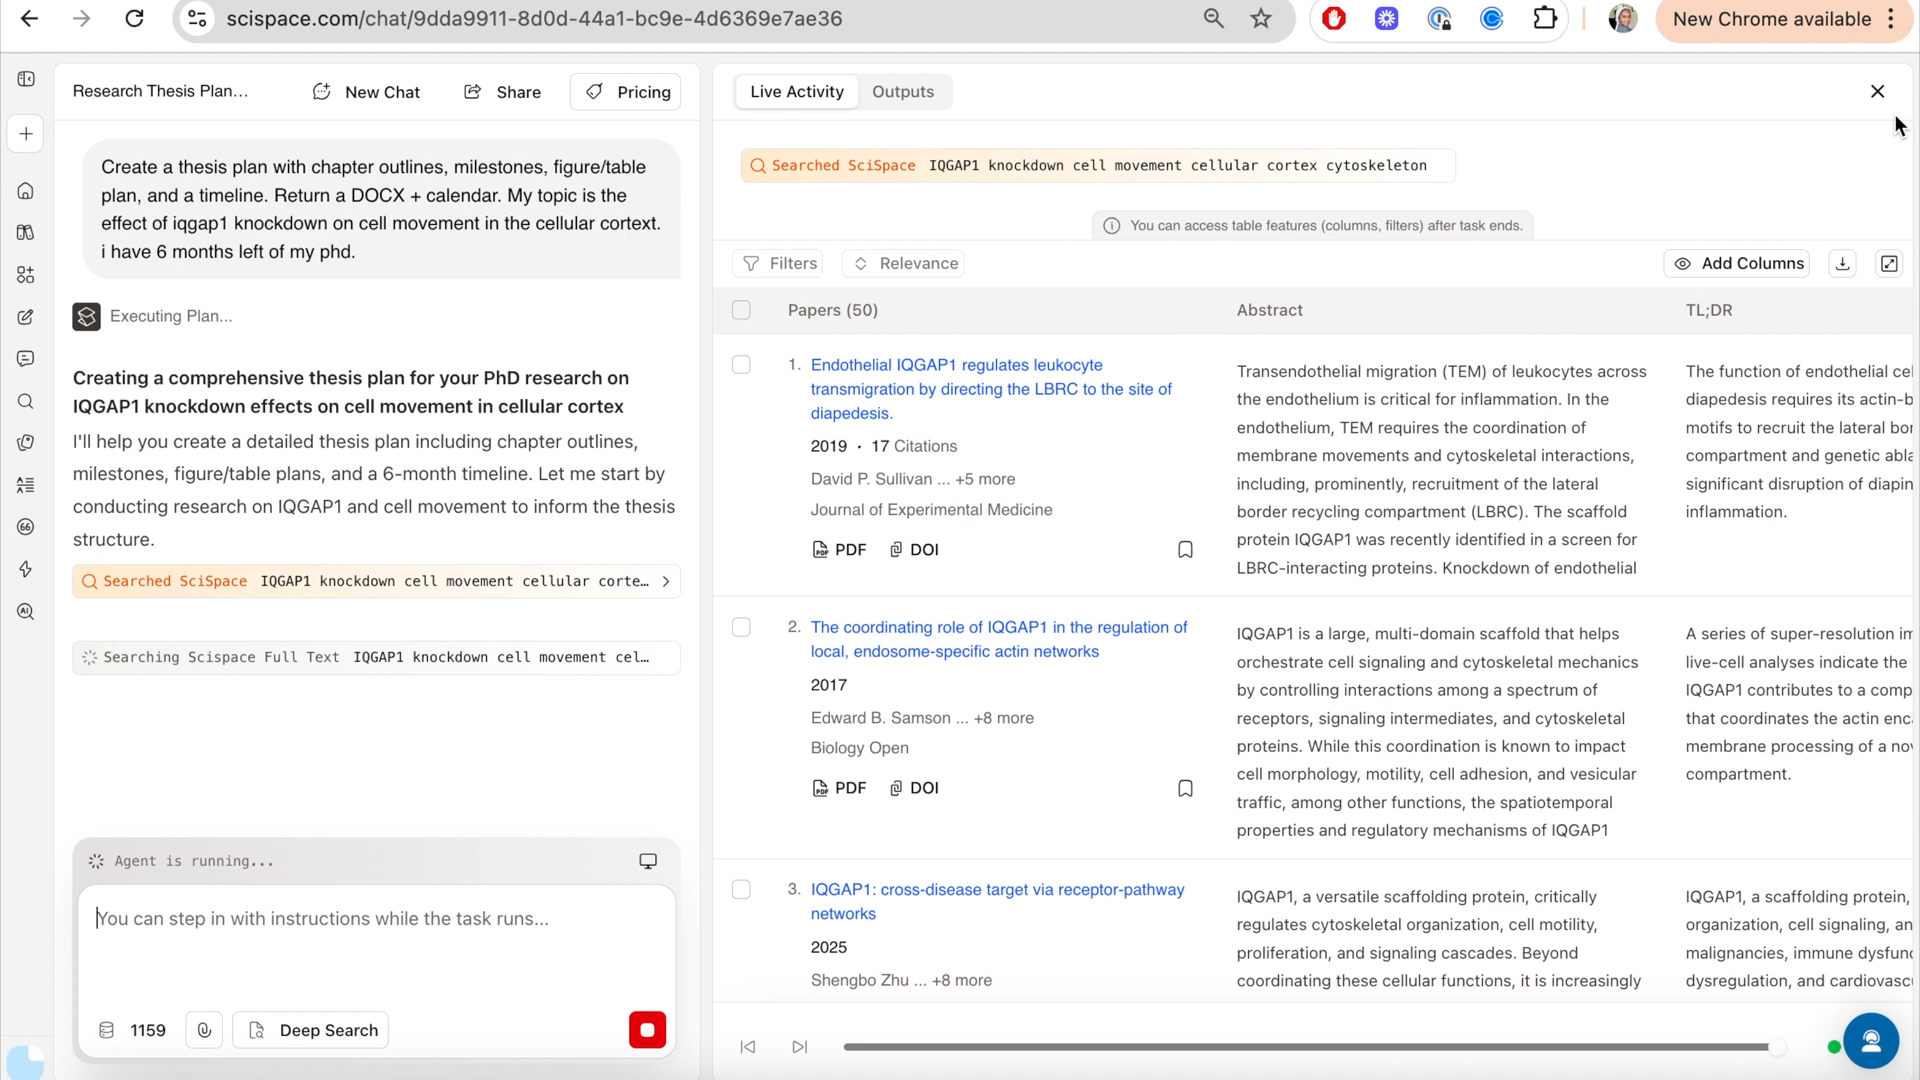 scispace.com/chat/9dda9911-8d0d-44a1-bc9e-4d6369e7ae36
New Chrome available
Research Thesis Plan...
New Chat
Share
Pricing
Create a thesis plan with chapter outlines, milestones, figure/table
plan, and a timeline. Return a DOCX + calendar. My topic is the
effect of iqgap1 knockdown on cell movement in the cellular cortext.
i have 6 months left of my phd.
Executing Plan...
Creating a comprehensive thesis plan for your PhD research on
IQGAP1 knockdown effects on cell movement in cellular cortex
I'll help you create a detailed thesis plan including chapter outlines,
milestones, figure/table plans, and a 6-month timeline. Let me start by
conducting research on IQGAP1 and cell movement to inform the thesis
structure.
Searched SciSpace IQGAP1 knockdown cell movement cellular corte...
Searching Scispace Full Text IQGAP1 knockdown cell movement cel...
Agent is running...
You can step in with instructions while the task runs...
1159
Deep Search
Live Activity
Outputs
Searched SciSpace IQGAP1 knockdown cell movement cellular cortex cytoskeleton
You can access table features (columns, filters) after task ends.
Filters
Relevance
Add Columns
Papers (50)
Abstract
TL;DR
1. Endothelial IQGAP1 regulates leukocyte
transmigration by directing the LBRC to the site of
diapedesis.
2019 · 17 Citations
David P. Sullivan ... +5 more
Journal of Experimental Medicine
PDF
DOI
Transendothelial migration (TEM) of leukocytes across
the endothelium is critical for inflammation. In the
endothelium, TEM requires the coordination of
membrane movements and cytoskeletal interactions,
including, prominently, recruitment of the lateral
border recycling compartment (LBRC). The scaffold
protein IQGAP1 was recently identified in a screen for
LBRC-interacting proteins. Knockdown of endothelial
The function of endothelial cel
diapedesis requires its actin-b
motifs to recruit the lateral bor
compartment and genetic abla
significant disruption of diapin
inflammation.
2. The coordinating role of IQGAP1 in the regulation of
local, endosome-specific actin networks
2017
Edward B. Samson ... +8 more
Biology Open
PDF
DOI
IQGAP1 is a large, multi-domain scaffold that helps
orchestrate cell signaling and cytoskeletal mechanics
by controlling interactions among a spectrum of
receptors, signaling intermediates, and cytoskeletal
proteins. While this coordination is known to impact
cell morphology, motility, cell adhesion, and vesicular
traffic, among other functions, the spatiotemporal
properties and regulatory mechanisms of IQGAP1
A series of super-resolution im
live-cell analyses indicate the
IQGAP1 contributes to a comp
that coordinates the actin enc
membrane processing of a nov
compartment.
3. IQGAP1: cross-disease target via receptor-pathway
networks
2025
Shengbo Zhu ... +8 more
IQGAP1, a versatile scaffolding protein, critically
regulates cytoskeletal organization, cell motility,
proliferation, and signaling cascades. Beyond
coordinating these cellular functions, it is increasingly
IQGAP1, a scaffolding protein,
organization, cell signaling, an
malignancies, immune dysfunc
dysregulation, and cardiovascu